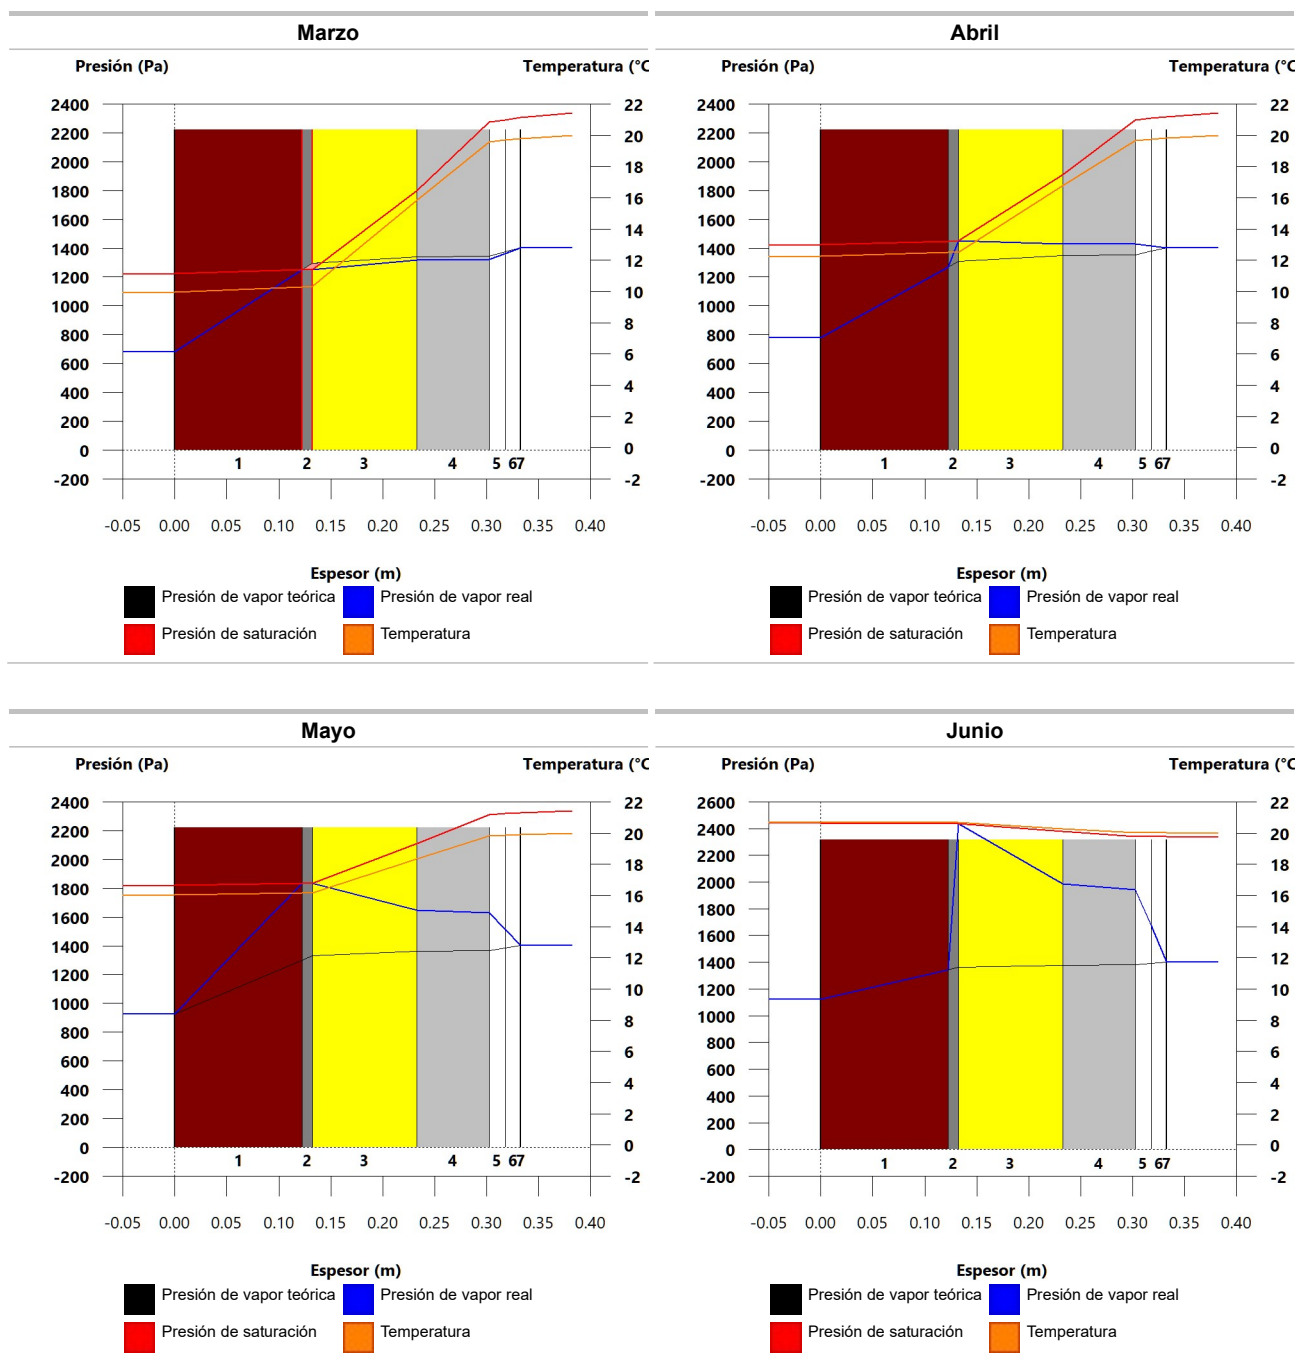 Marzo
Presión (Pa) Temperatura (°C
2400 22
2200 20
2000 18
1800 16
1600 14
1400 12
1200 10
1000 8
800 6
600 4
400 2
200 0
0 -2
-200
1 2 3 4 5 67
-0.05 0.00 0.05 0.10 0.15 0.20 0.25 0.30 0.35 0.40
Espesor (m)
Presión de vapor teórica Presión de vapor real
Presión de saturación Temperatura
Abril
Presión (Pa) Temperatura (°C
2400 22
2200 20
2000 18
1800 16
1600 14
1400 12
1200 10
1000 8
800 6
600 4
400 2
200 0
0 -2
-200
1 2 3 4 5 67
-0.05 0.00 0.05 0.10 0.15 0.20 0.25 0.30 0.35 0.40
Espesor (m)
Presión de vapor teórica Presión de vapor real
Presión de saturación Temperatura
Mayo
Presión (Pa) Temperatura (°C
2400 22
2200 20
2000 18
1800 16
1600 14
1400 12
1200 10
1000 8
800 6
600 4
400 2
200 0
0 -2
-200
1 2 3 4 5 67
-0.05 0.00 0.05 0.10 0.15 0.20 0.25 0.30 0.35 0.40
Espesor (m)
Presión de vapor teórica Presión de vapor real
Presión de saturación Temperatura
Junio
Presión (Pa) Temperatura (°C
2600 22
2400 20
2200 18
2000 16
1800 14
1600 12
1400 10
1200 8
1000 6
800 4
600 2
400 0
200 -2
0
-200
1 2 3 4 5 67
-0.05 0.00 0.05 0.10 0.15 0.20 0.25 0.30 0.35 0.40
Espesor (m)
Presión de vapor teórica Presión de vapor real
Presión de saturación Temperatura